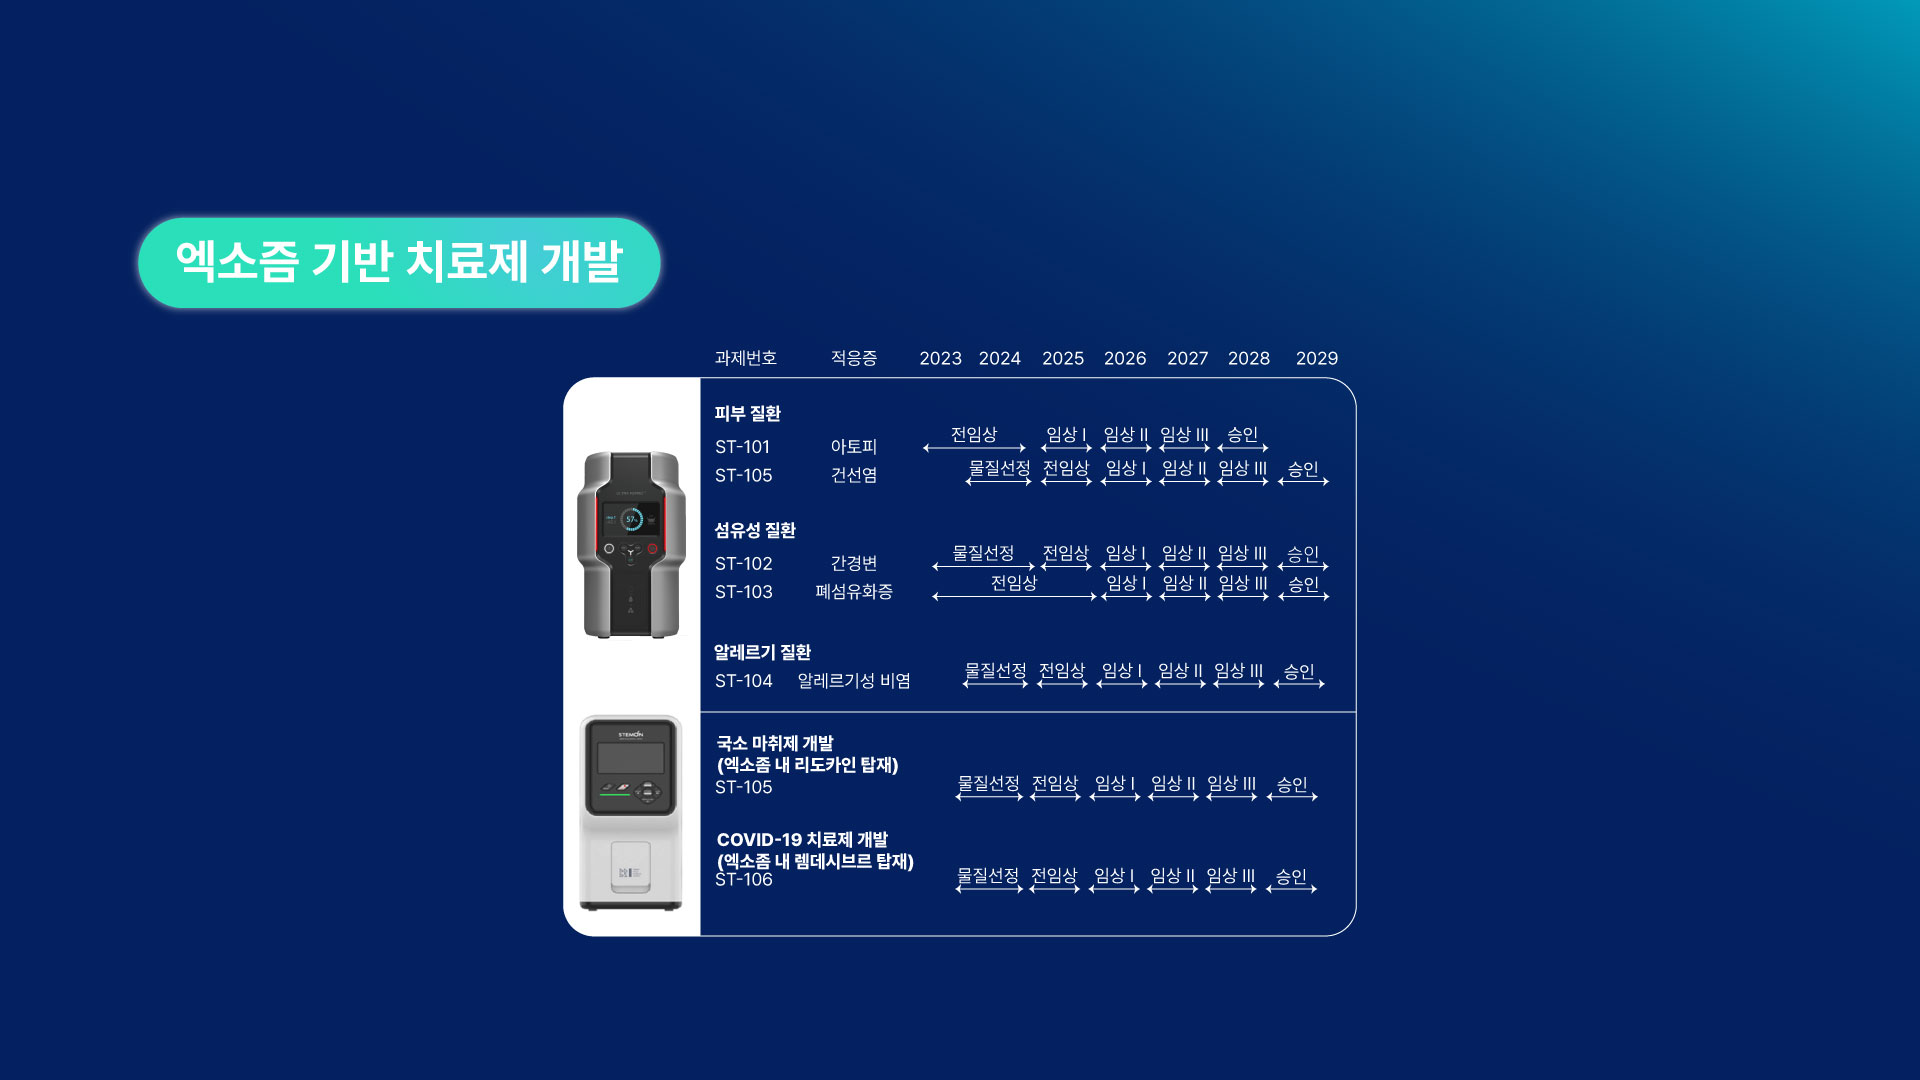 엑소좀 기반 치료제 개발
과제번호 적응증 2023 2024 2025 2026 2027 2028 2029
피부 질환
전임상 임상 I 임상 II 임상 III 승인
ST-101 아토피
물질선정 전임상 임상 I 임상 II 임상 III 승인
ST-105 건선염
섬유성 질환
물질선정 전임상 임상 I 임상 II 임상 III 승인
ST-102 간경변
전임상 임상 I 임상 II 임상 III 승인
ST-103 폐섬유화증
알레르기 질환
물질선정 전임상 임상 I 임상 II 임상 III 승인
ST-104 알레르기성 비염
57%
STEMON
국소 마취제 개발
(엑소좀 내 리도카인 탑재)
물질선정 전임상 임상 I 임상 II 임상 III 승인
ST-105
COVID-19 치료제 개발
(엑소좀 내 렘데시브르 탑재)
물질선정 전임상 임상 I 임상 II 임상 III 승인
ST-106